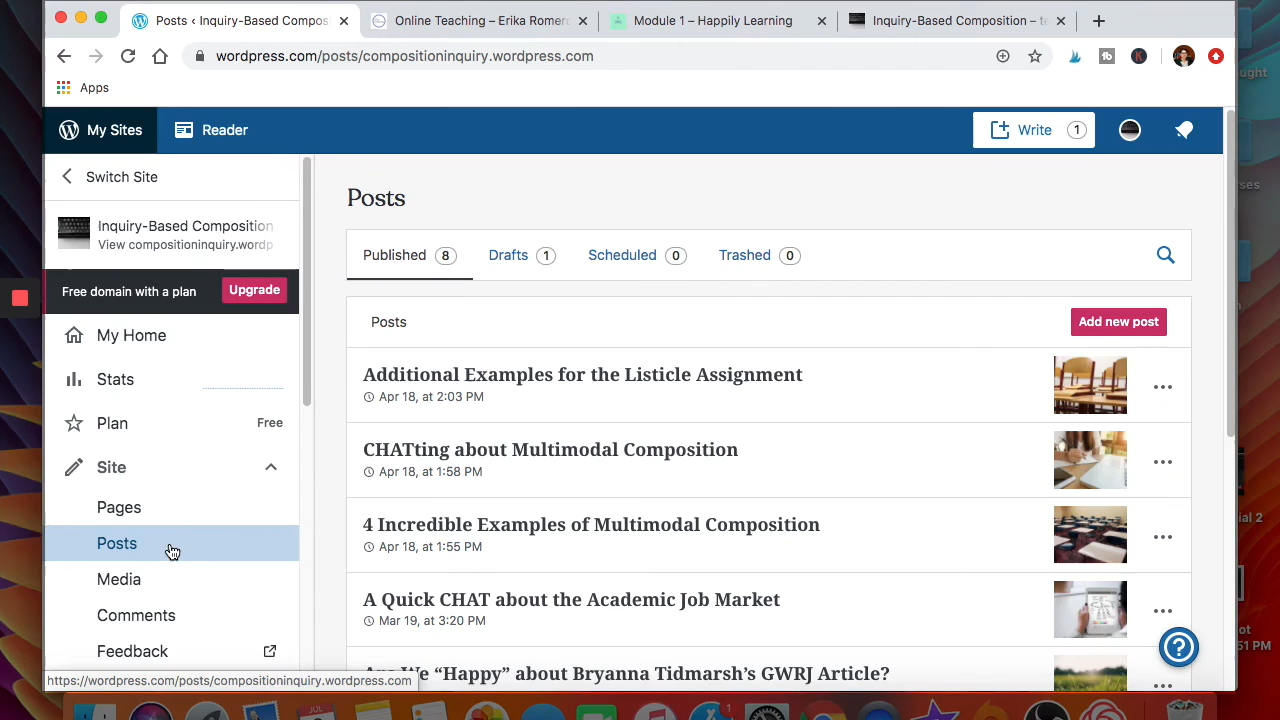 Posts ‹ Inquiry-Based Compos
Online Teaching – Erika Romero
Module 1 – Happily Learning
Inquiry-Based Composition – te
wordpress.com/posts/compositioninquiry.wordpress.com
Apps
My Sites
Reader
Write 1
Switch Site
Inquiry-Based Composition
View compositioninquiry.wordp
Free domain with a plan
Upgrade
My Home
Stats
Plan
Free
Site
Pages
Posts
Media
Comments
Feedback
https://wordpress.com/posts/compositioninquiry.wordpress.com
Posts
Published 8
Drafts 1
Scheduled 0
Trashed 0
Posts
Add new post
Additional Examples for the Listicle Assignment
Apr 18, at 2:03 PM
CHATting about Multimodal Composition
Apr 18, at 1:58 PM
4 Incredible Examples of Multimodal Composition
Apr 18, at 1:55 PM
A Quick CHAT about the Academic Job Market
Mar 19, at 3:20 PM
We “Happy” about Bryanna Tidmarsh’s GWRJ Article?